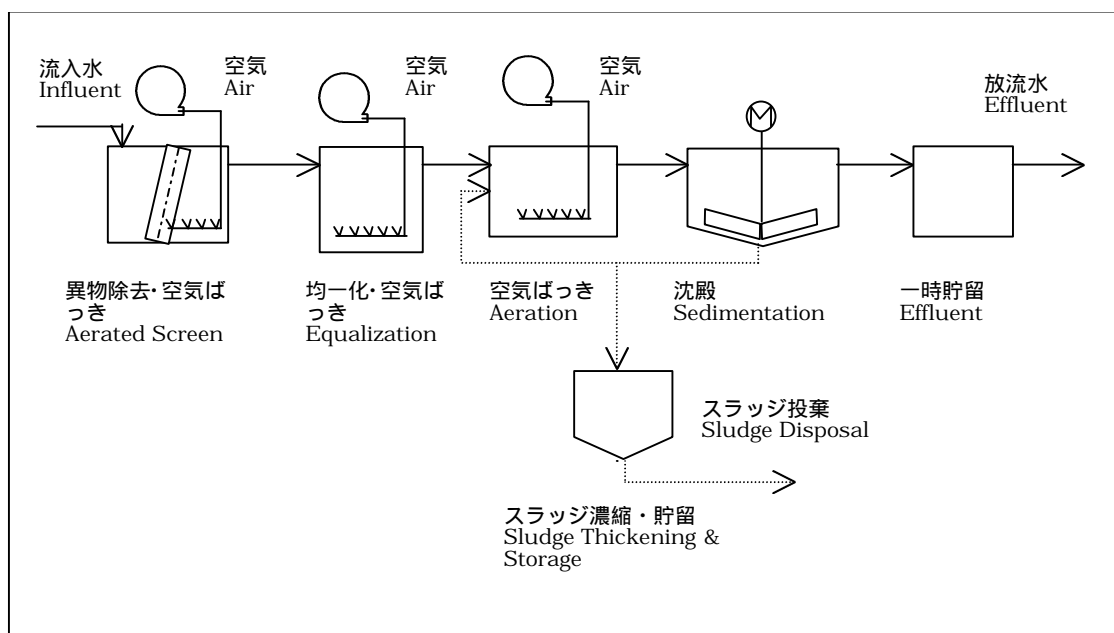 流入水
Influent
空気
Air
空気
Air
空気
Air
放流水
Effluent
M
異物除去・空気ば
っき
Aerated Screen
均一化・空気ば
っき
Equalization
空気ばっき
Aeration
沈殿
Sedimentation
一時貯留
Effluent
スラッジ投棄
Sludge Disposal
スラッジ濃縮・貯留
Sludge Thickening &
Storage